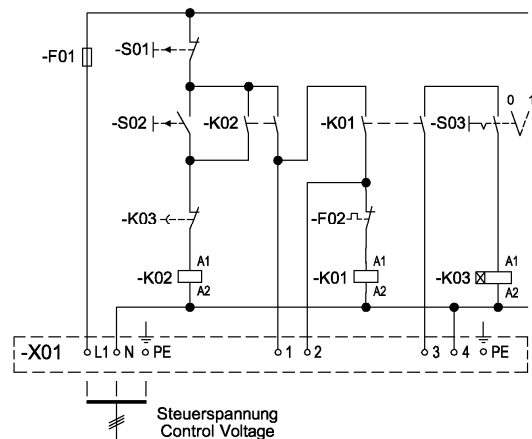 -F01
-S01
-S02
-K02
-K01
-S03
0
1
-K03
-F02
-K02
A1
A2
-K01
A1
A2
-K03
A1
A2
-X01
L1
N
PE
1
2
3
4
PE
Steuerspannung
Control Voltage